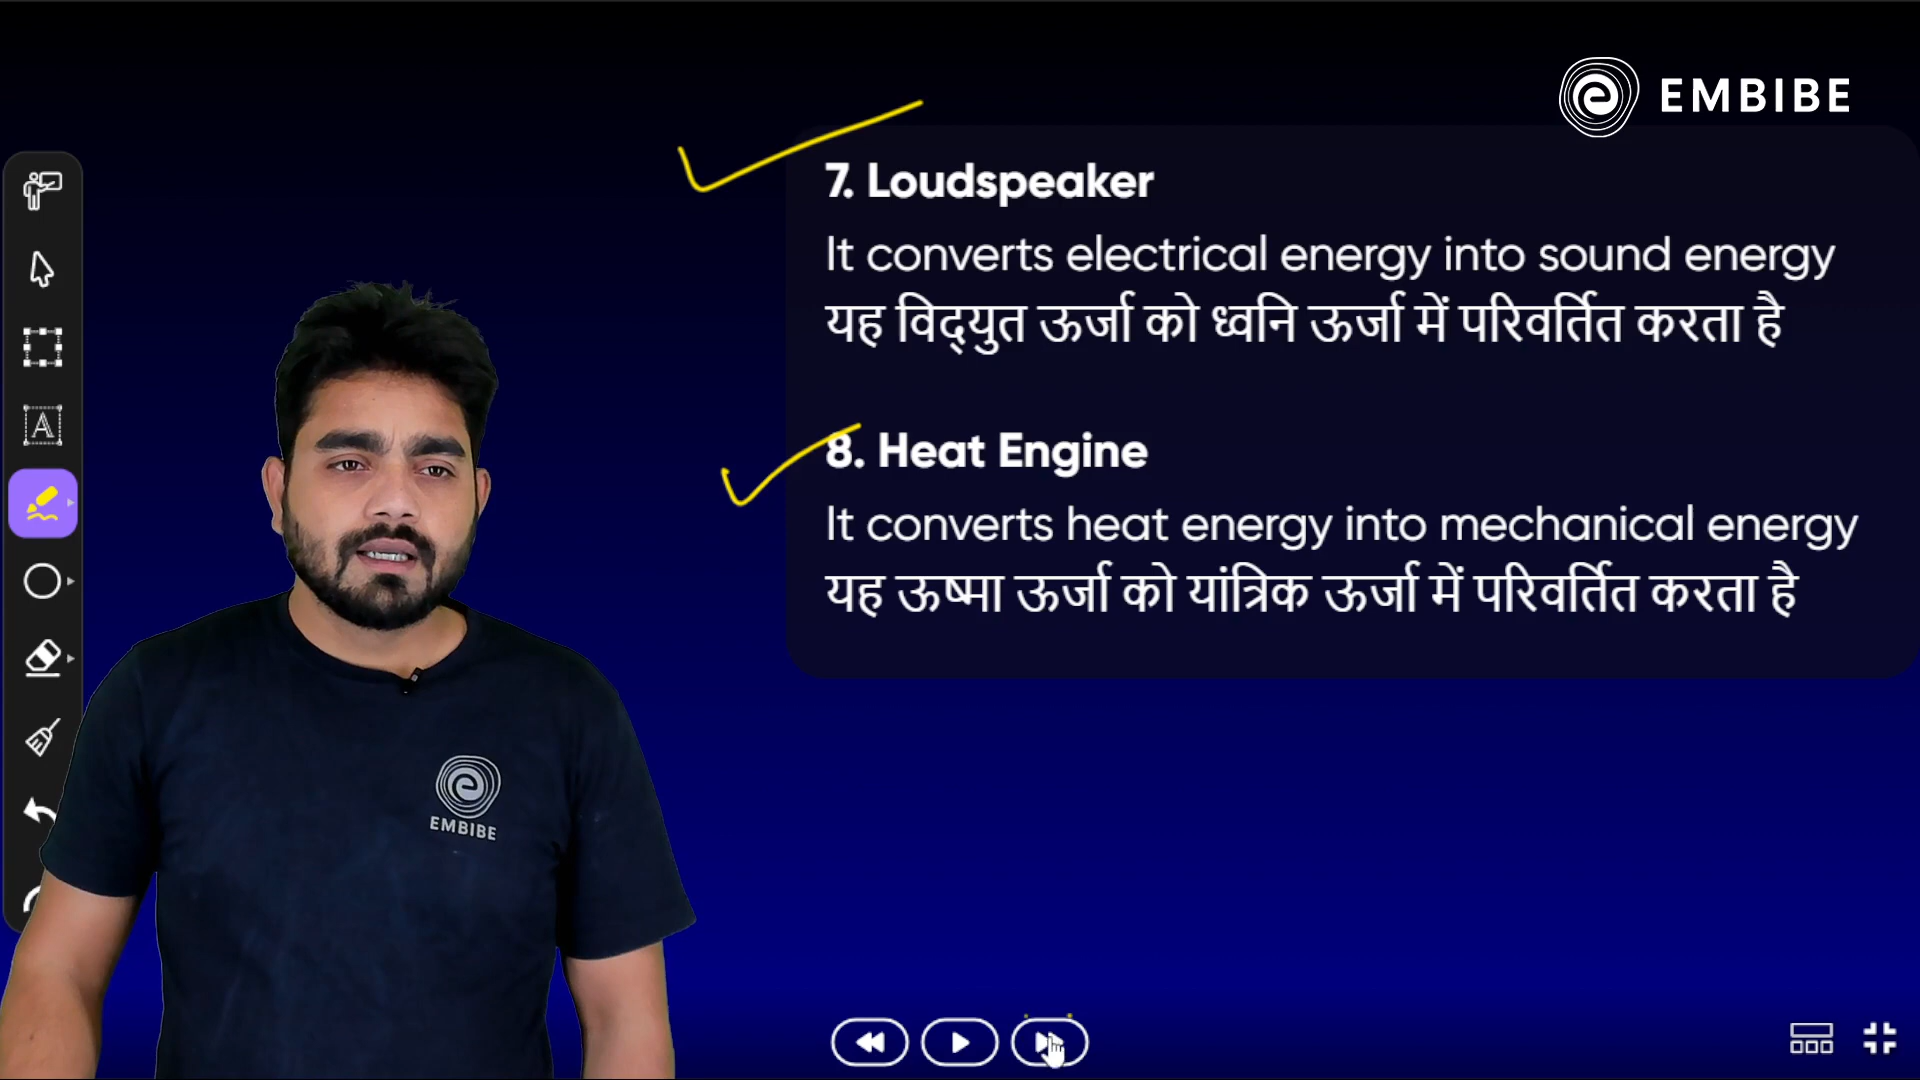 EMBIBE
7. Loudspeaker
It converts electrical energy into sound energy
यह विद्युत ऊर्जा को ध्वनि ऊर्जा में परिवर्तित करता है
8. Heat Engine
It converts heat energy into mechanical energy
यह ऊष्मा ऊर्जा को यांत्रिक ऊर्जा में परिवर्तित करता है
A
EMBIBE